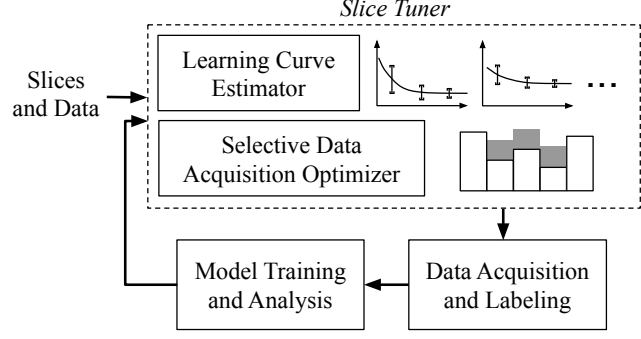 Slice Tuner
Learning Curve
Estimator
...
Slices
and Data
Selective Data
Acquisition Optimizer
Model Training
and Analysis
Data Acquisition
and Labeling